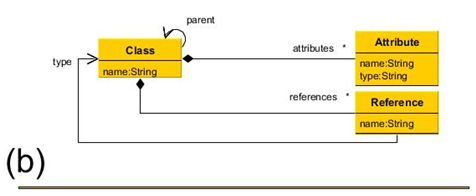 parent
Class
name:String
type
attributes *
Attribute
name:String
type:String
references *
Reference
name:String
(b)